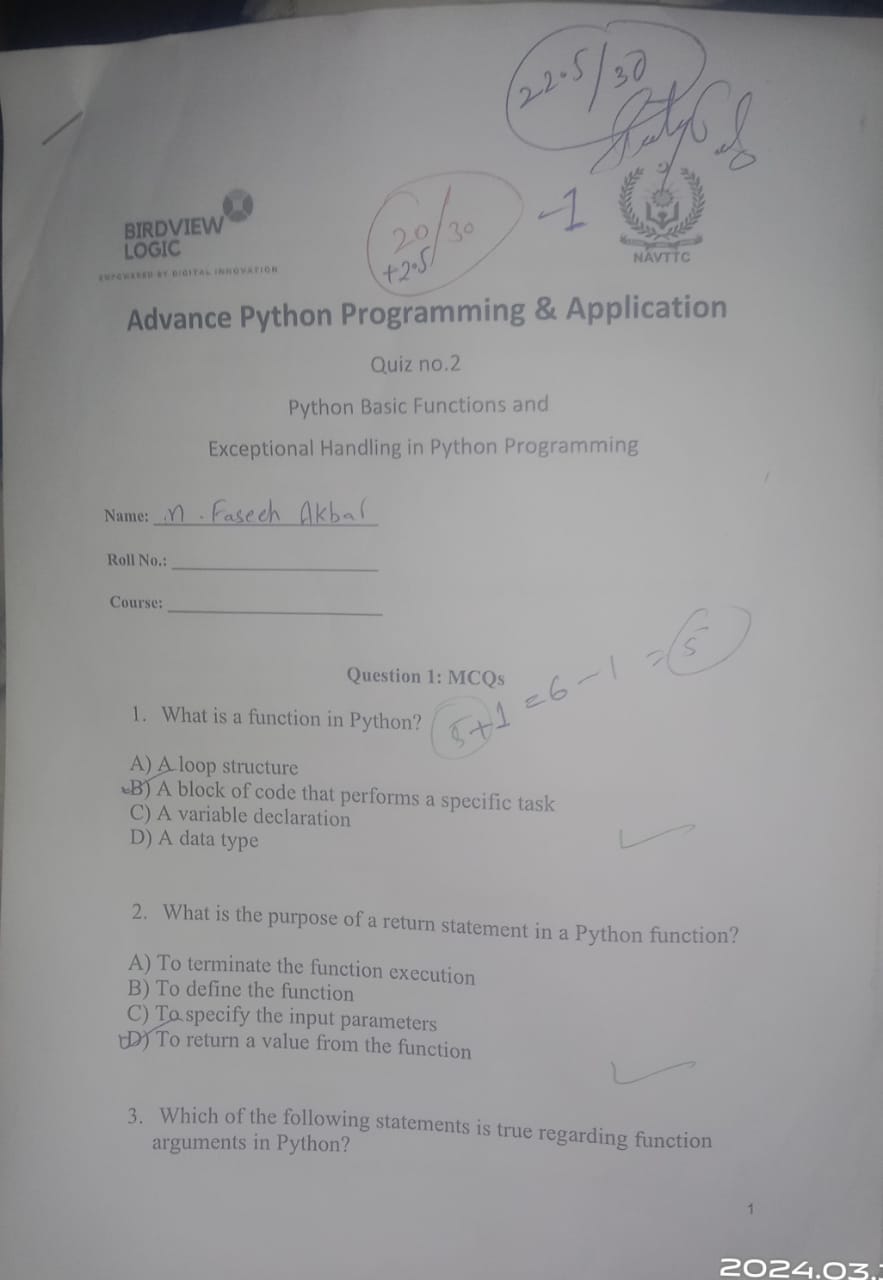 22.5/30
BIRDVIEW
LOGIC
EMPOWERED BY DIGITAL INNOVATION
20/30
+2.5
-1
NAVTTC
Advance Python Programming & Application
Quiz no.2
Python Basic Functions and
Exceptional Handling in Python Programming
Name: M. Faseeh Akbar
Roll No.:
Course:
Question 1: MCQs
5+1 = 6 - 1 = 5
1. What is a function in Python?
A) A loop structure
B) A block of code that performs a specific task
C) A variable declaration
D) A data type
2. What is the purpose of a return statement in a Python function?
A) To terminate the function execution
B) To define the function
C) To specify the input parameters
D) To return a value from the function
3. Which of the following statements is true regarding function
arguments in Python?
1
2024.03.